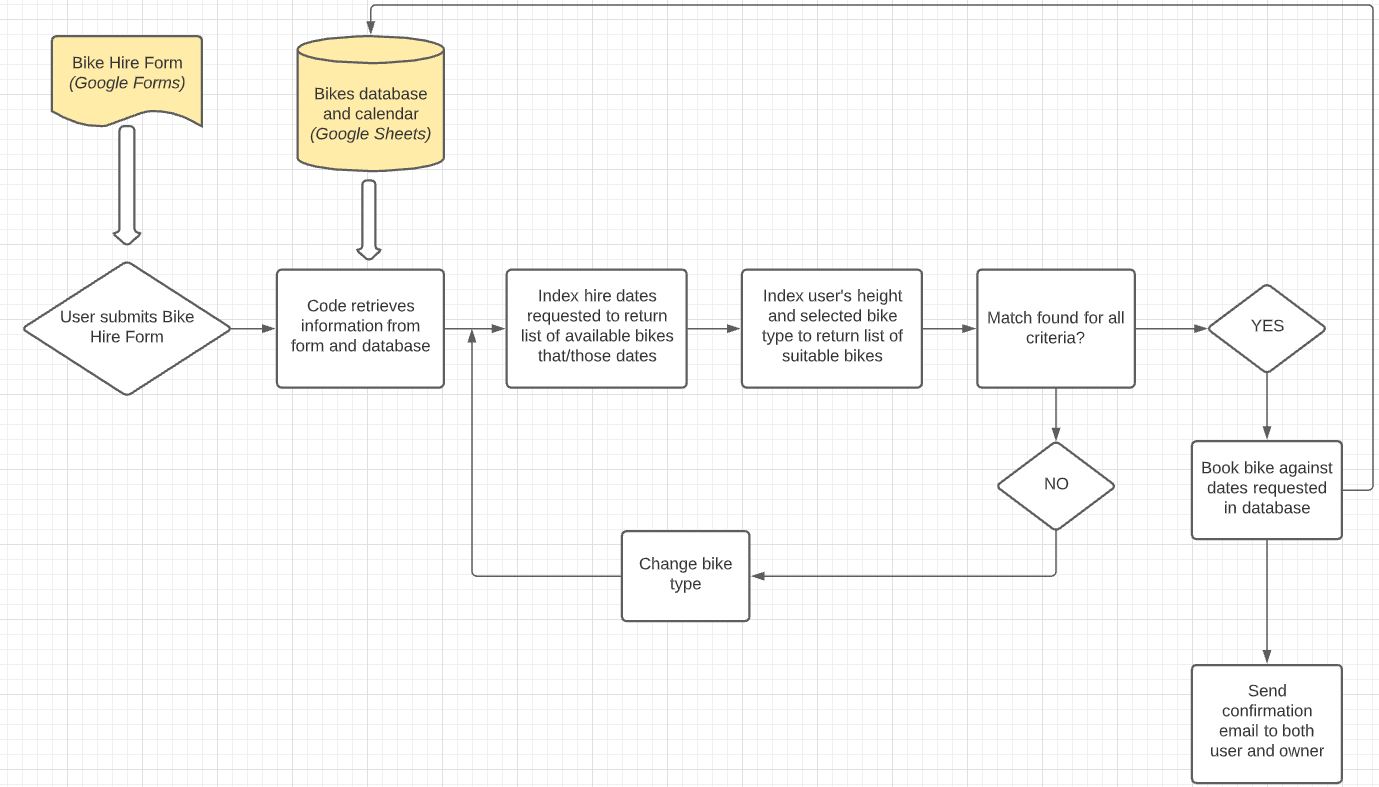 Bike Hire Form
(Google Forms)
Bikes database
and calendar
(Google Sheets)
User submits Bike
Hire Form
Code retrieves
information from
form and database
Index hire dates
requested to return
list of available bikes
that/those dates
Index user's height
and selected bike
type to return list of
suitable bikes
Match found for all
criteria?
YES
NO
Book bike against
dates requested
in database
Change bike
type
Send
confirmation
email to both
user and owner